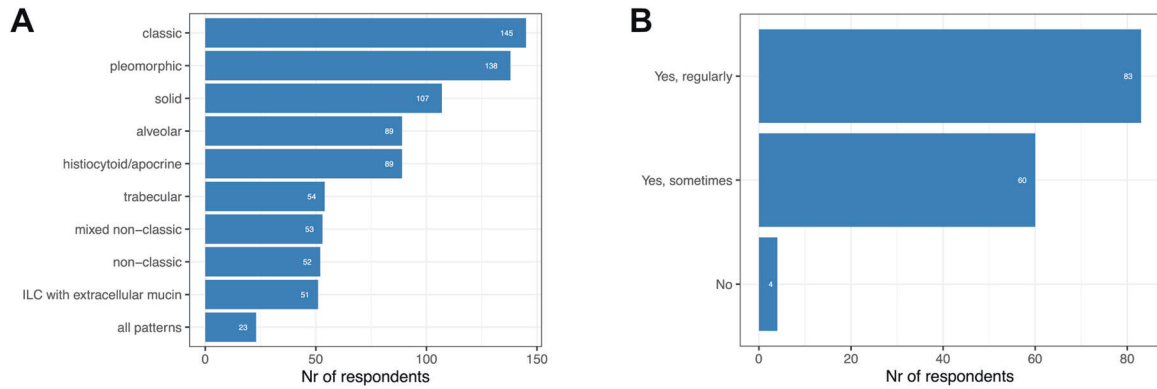 A
classic
145
pleomorphic
138
solid
107
alveolar
89
histiocytoid/apocrine
89
trabecular
54
mixed non−classic
53
non−classic
52
ILC with extracellular mucin
51
all patterns
23
0
50
100
150
Nr of respondents
B
Yes, regularly
83
Yes, sometimes
60
No
4
0
20
40
60
80
Nr of respondents